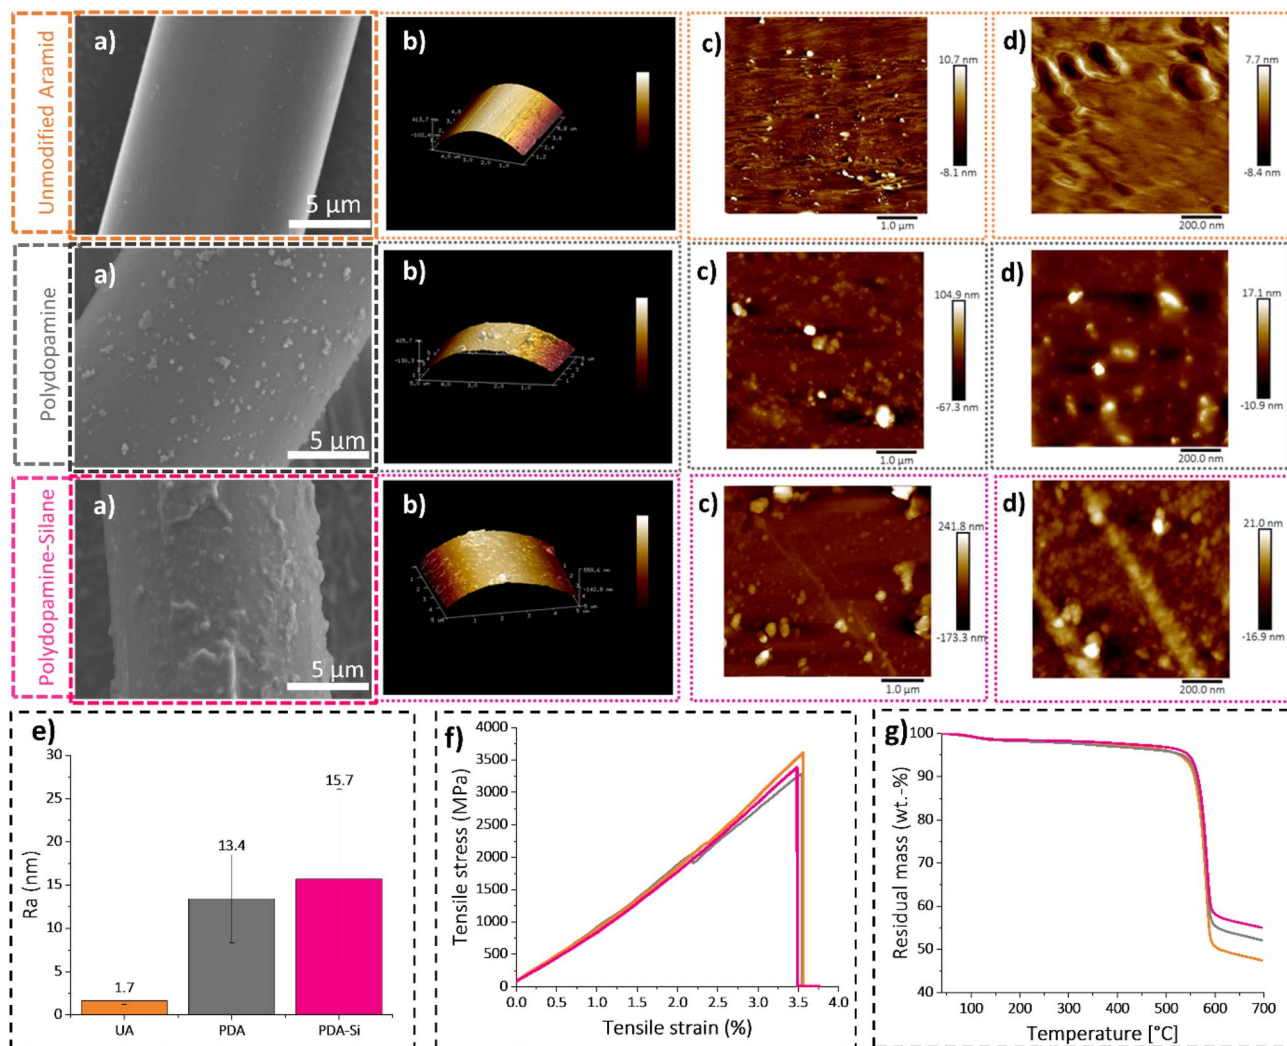 Unmodified Aramid
a)
5 µm
b)
c)
10.7 nm
-8.1 nm
1.0 µm
d)
7.7 nm
-8.4 nm
200.0 nm
Polydopamine
a)
5 µm
b)
c)
104.9 nm
-67.3 nm
1.0 µm
d)
17.1 nm
-10.9 nm
200.0 nm
Polydopamine-Silane
a)
5 µm
b)
c)
241.8 nm
-173.3 nm
1.0 µm
d)
21.0 nm
-16.9 nm
200.0 nm
e)
Ra (nm)
30
25
20
15
10
5
0
1.7
13.4
15.7
UA
PDA
PDA-Si
f)
Tensile stress (MPa)
4000
3500
3000
2500
2000
1500
1000
500
0
0.0 0.5 1.0 1.5 2.0 2.5 3.0 3.5 4.0
Tensile strain (%)
g)
Residual mass (wt.-%)
100
90
80
70
60
50
40
100 200 300 400 500 600 700
Temperature [°C]